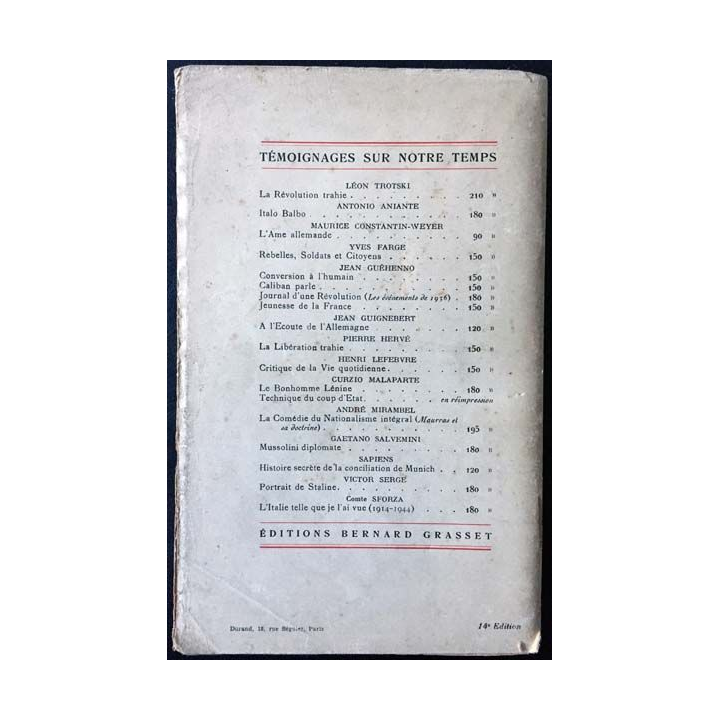 TÉMOIGNAGES SUR NOTRE TEMPS
LÉON TROTSKI
La Révolution trahie . . . . . . . . . . 210 »
ANTONIO ANIANTE
Italo Balbo . . . . . . . . . . . . 180 »
MAURICE CONSTANTIN-WEYER
L'Ame allemande . . . . . . . . . . 90 »
YVES FARGE
Rebelles, Soldats et Citoyens . . . . . . 150 »
JEAN GUÉHENNO
Conversion à l'humain . . . . . . . . 150 »
Caliban parle . . . . . . . . . . . 150 »
Journal d'une Révolution (Les événements de 1936) 180 »
Jeunesse de la France . . . . . . . . 150 »
JEAN GUIGNEBERT
A l'Ecoute de l'Allemagne . . . . . . . 120 »
PIERRE HERVÉ
La Libération trahie . . . . . . . . . 150 »
HENRI LEFEBVRE
Critique de la Vie quotidienne . . . . . . 150 »
CURZIO MALAPARTE
Le Bonhomme Lénine . . . . . . . . 180 »
Technique du coup d'Etat . . . . . . en réimpression
ANDRÉ MIRAMBEL
La Comédie du Nationalisme intégral (Maurras et
sa doctrine) . . . . . . . . . . . 195 »
GAETANO SALVEMINI
Mussolini diplomate . . . . . . . . . 180 »
SAPIENS
Histoire secrète de la conciliation de Munich . . 120 »
VICTOR SERGE
Portrait de Staline . . . . . . . . . . 180 »
Comte SFORZA
L'Italie telle que je l'ai vue (1914-1944) . . . 180 »
ÉDITIONS BERNARD GRASSET
Durand, 18, rue Séguier, Paris
14e Edition